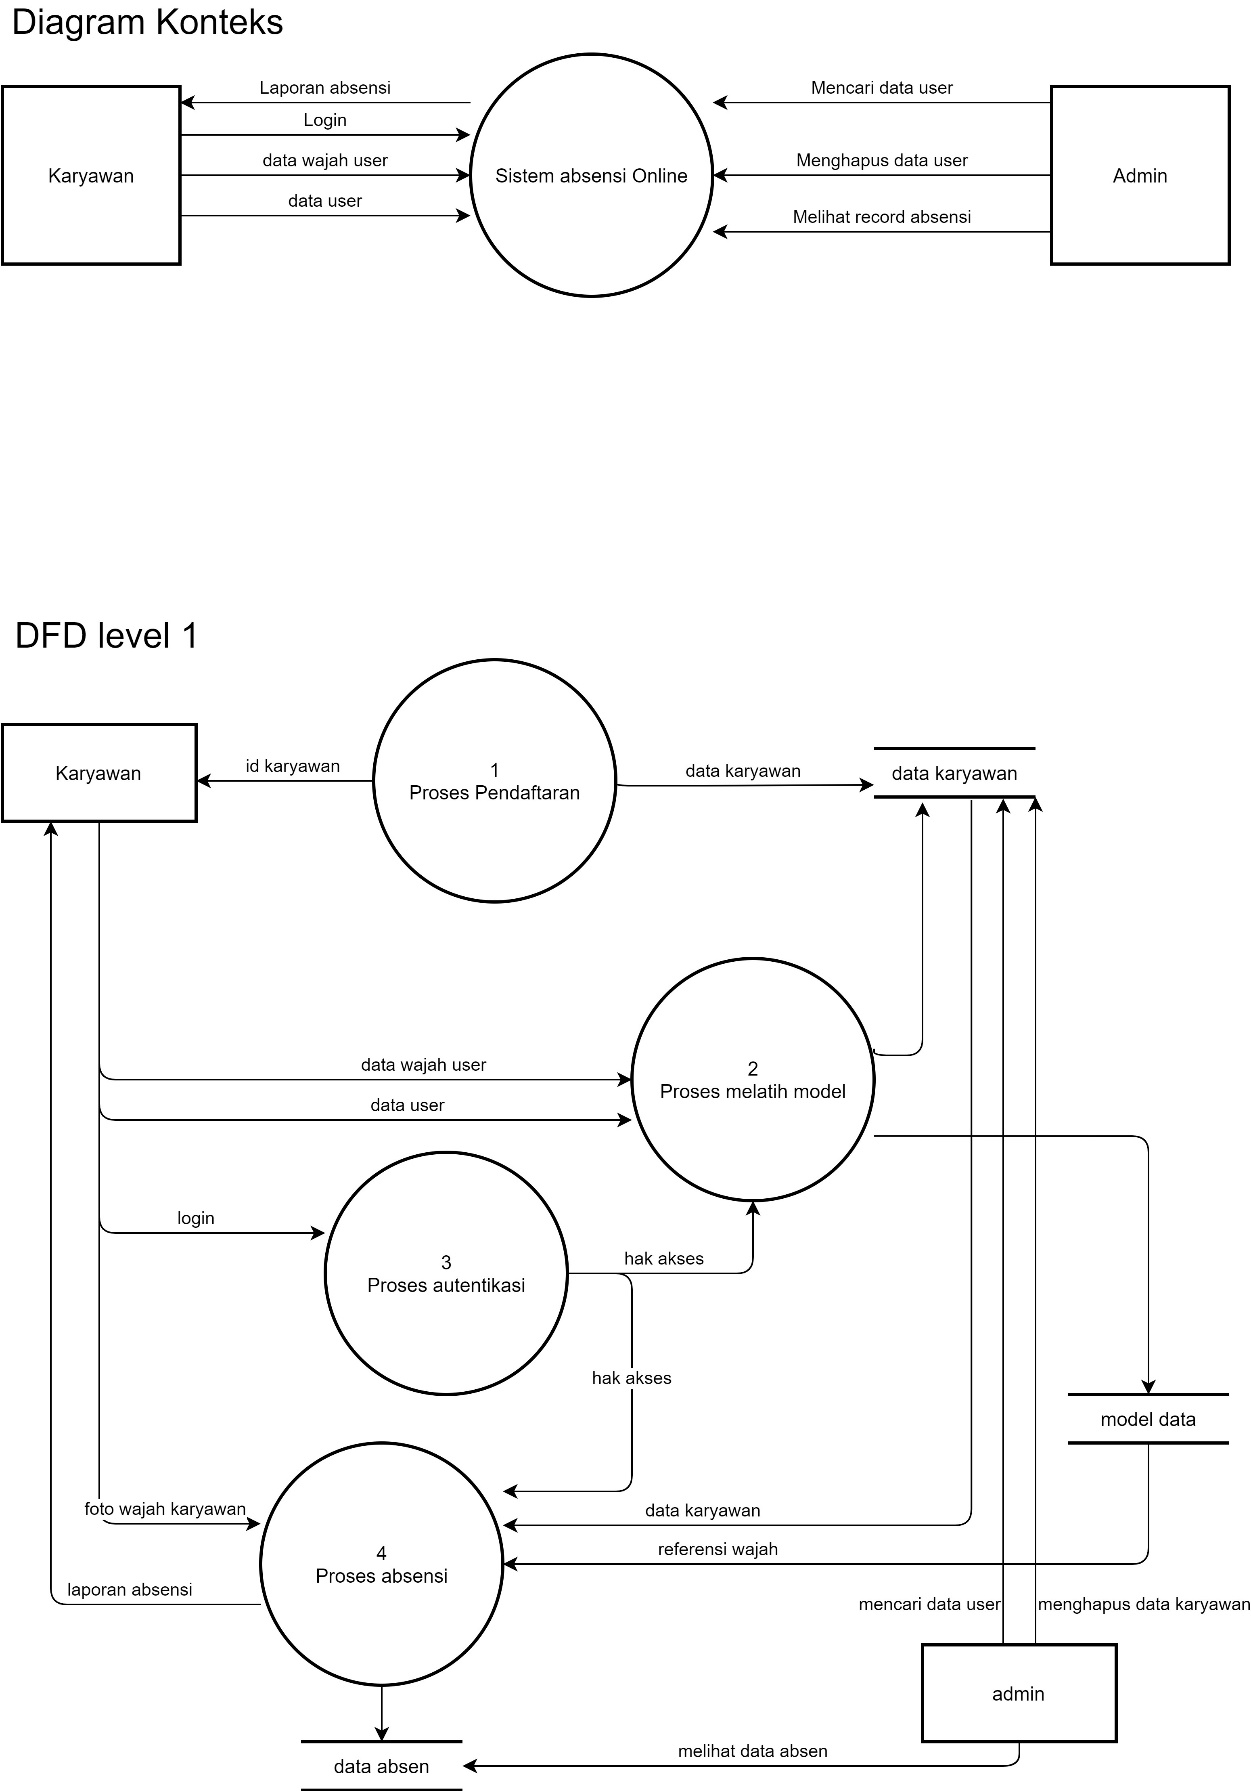 Diagram Konteks
Laporan absensi
Mencari data user
Login
Karyawan
data wajah user
Sistem absensi Online
Menghapus data user
Admin
data user
Melihat record absensi
DFD level 1
Karyawan
id karyawan
1
Proses Pendaftaran
data karyawan
data karyawan
data wajah user
2
Proses melatih model
data user
login
3
Proses autentikasi
hak akses
hak akses
model data
foto wajah karyawan
data karyawan
4
Proses absensi
referensi wajah
laporan absensi
mencari data user
menghapus data karyawan
admin
data absen
melihat data absen